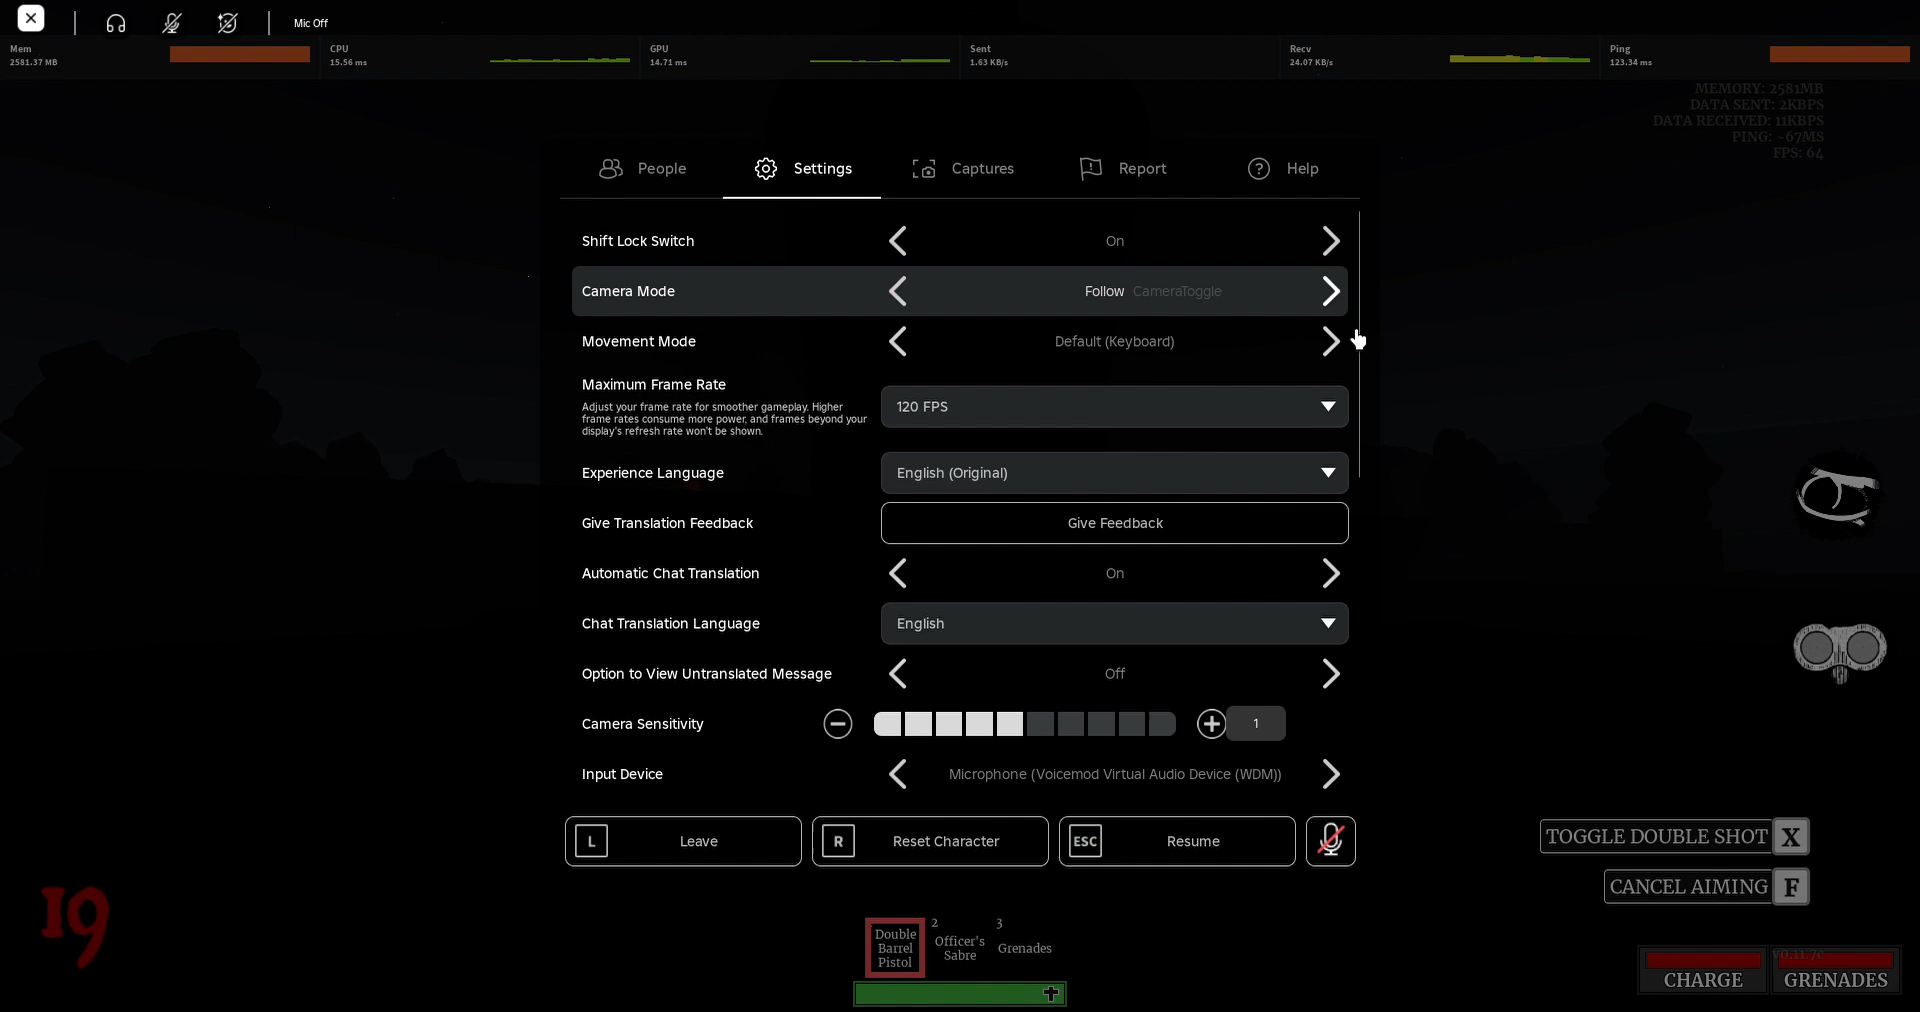 Mic Off
Mem
2581.37 MB
CPU
15.56 ms
GPU
14.71 ms
Sent
1.63 KB/s
Recv
24.07 KB/s
Ping
123.34 ms
MEMORY: 2581MB
DATA SENT: 2KBPS
DATA RECEIVED: 11KBPS
PING: ~67MS
FPS: 64
People
Settings
Captures
Report
Help
Shift Lock Switch
On
Camera Mode
Follow CameraToggle
Movement Mode
Default (Keyboard)
Maximum Frame Rate
Adjust your frame rate for smoother gameplay. Higher
frame rates consume more power, and frames beyond your
display's refresh rate won't be shown.
120 FPS
Experience Language
English (Original)
Give Translation Feedback
Give Feedback
Automatic Chat Translation
On
Chat Translation Language
English
Option to View Untranslated Message
Off
Camera Sensitivity
1
Input Device
Microphone (Voicemod Virtual Audio Device (WDM))
L
Leave
R
Reset Character
ESC
Resume
TOGGLE DOUBLE SHOT X
CANCEL AIMING F
19
Double
Barrel
Pistol
2
Officer's
Sabre
3
Grenades
v0.11.7c
CHARGE
GRENADES